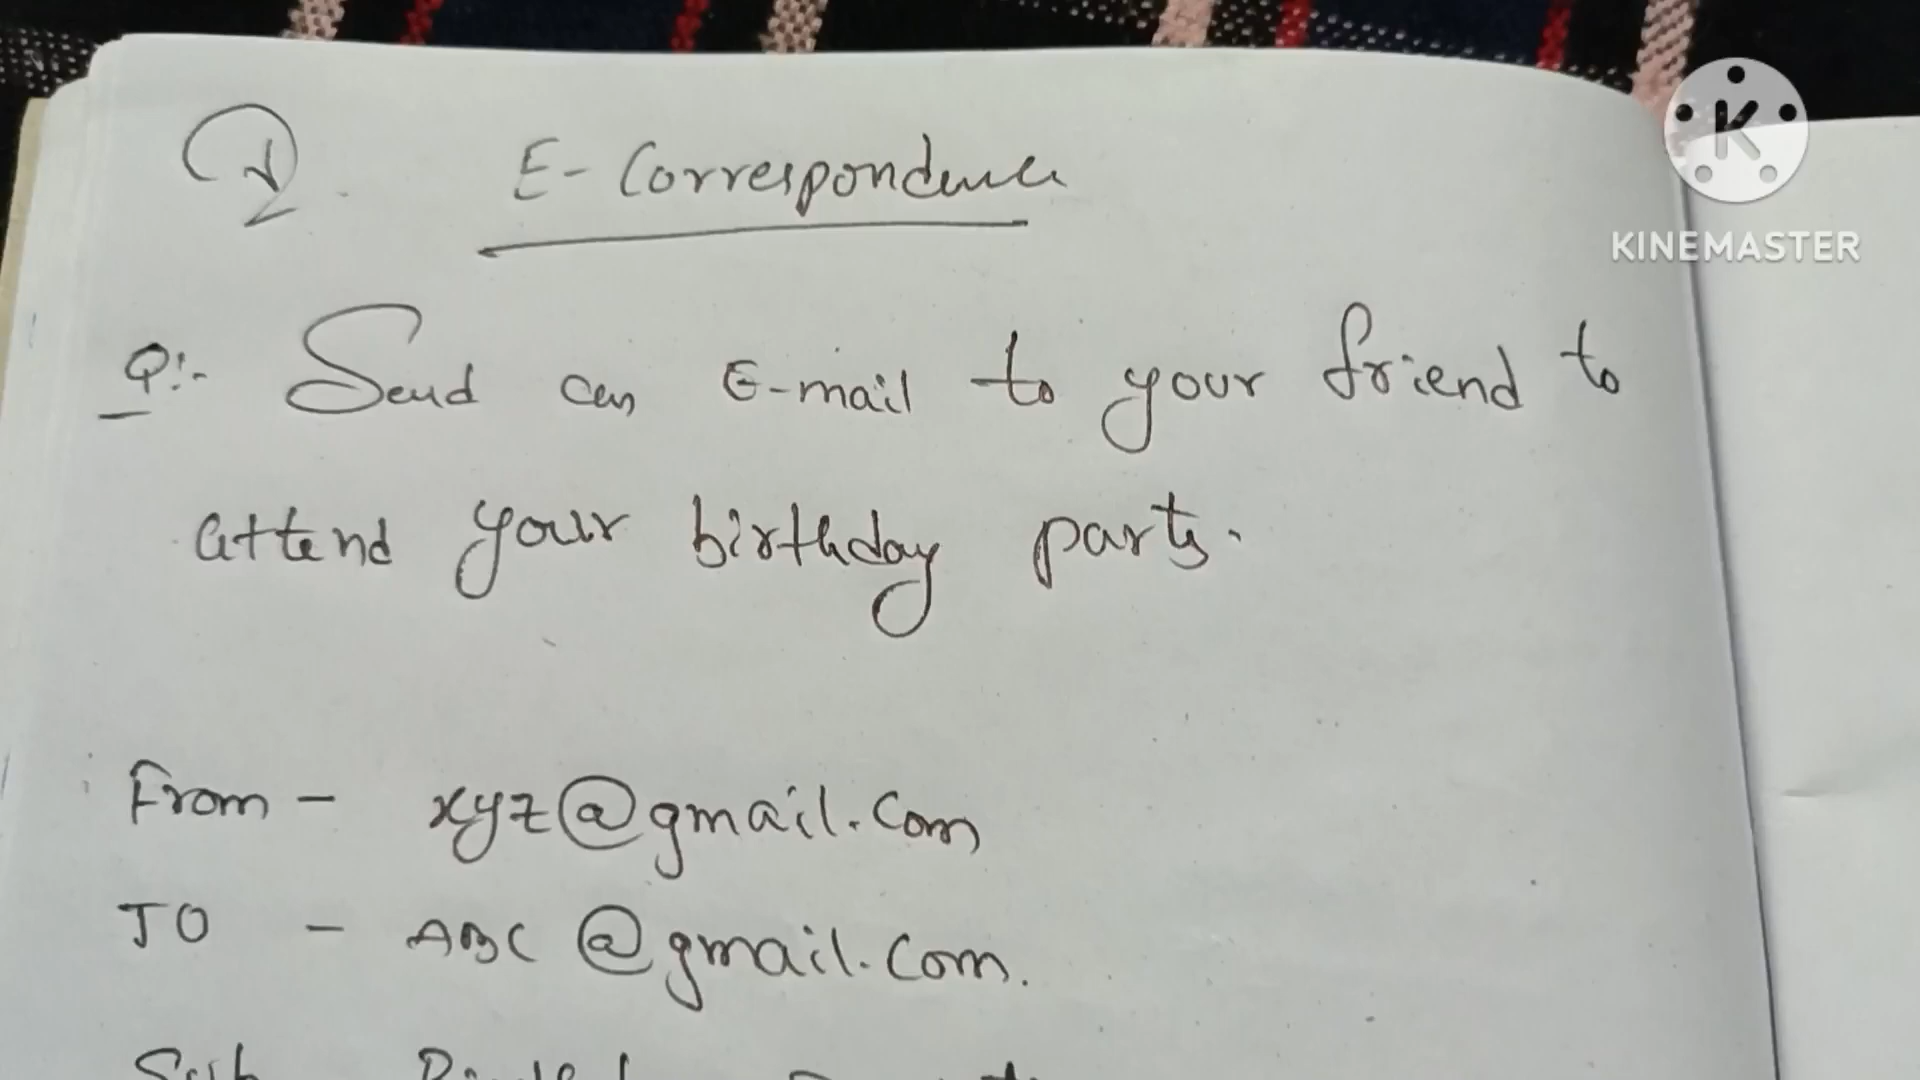 E-Correspondence
KINEMASTER
Q:- Send an E-mail to your friend to
attend your birthday party.
From - xyz@gmail.com
TO - ABC @gmail.com.
Sub